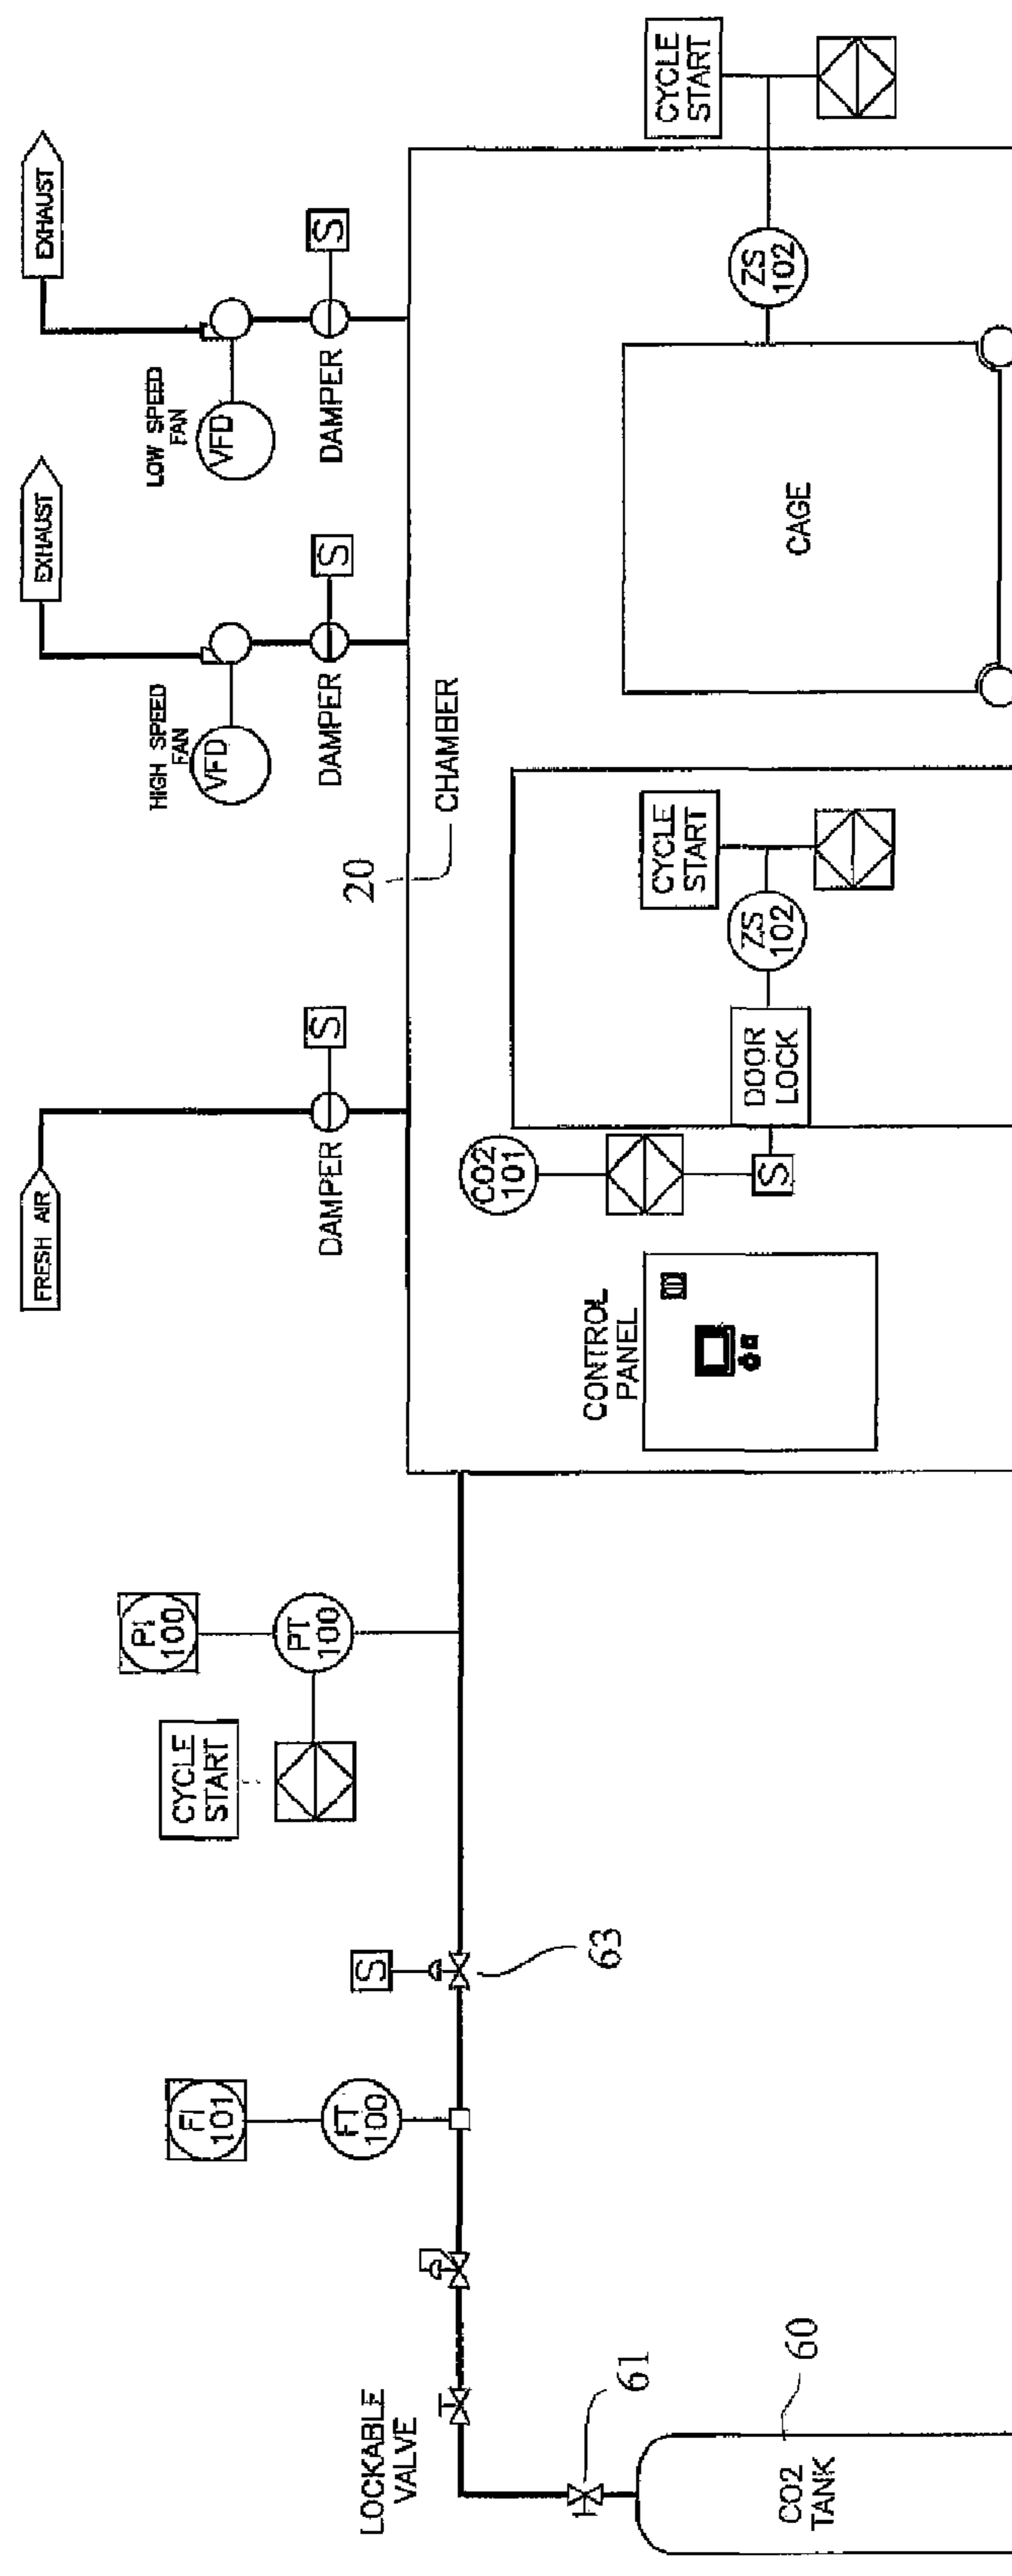 FRESH AIR
EXHAUST
EXHAUST
HIGH SPEED
FAN
LOW SPEED
FAN
VFD
VFD
S
S
S
DAMPER
DAMPER
DAMPER
20
CHAMBER
PI
100
PT
100
CYCLE
START
FI
101
FT
100
S
63
LOCKABLE
VALVE
61
60
CO2
TANK
CONTROL
PANEL
CO2
101
S
DOOR
LOCK
ZS
102
CYCLE
START
CAGE
ZS
102
CYCLE
START